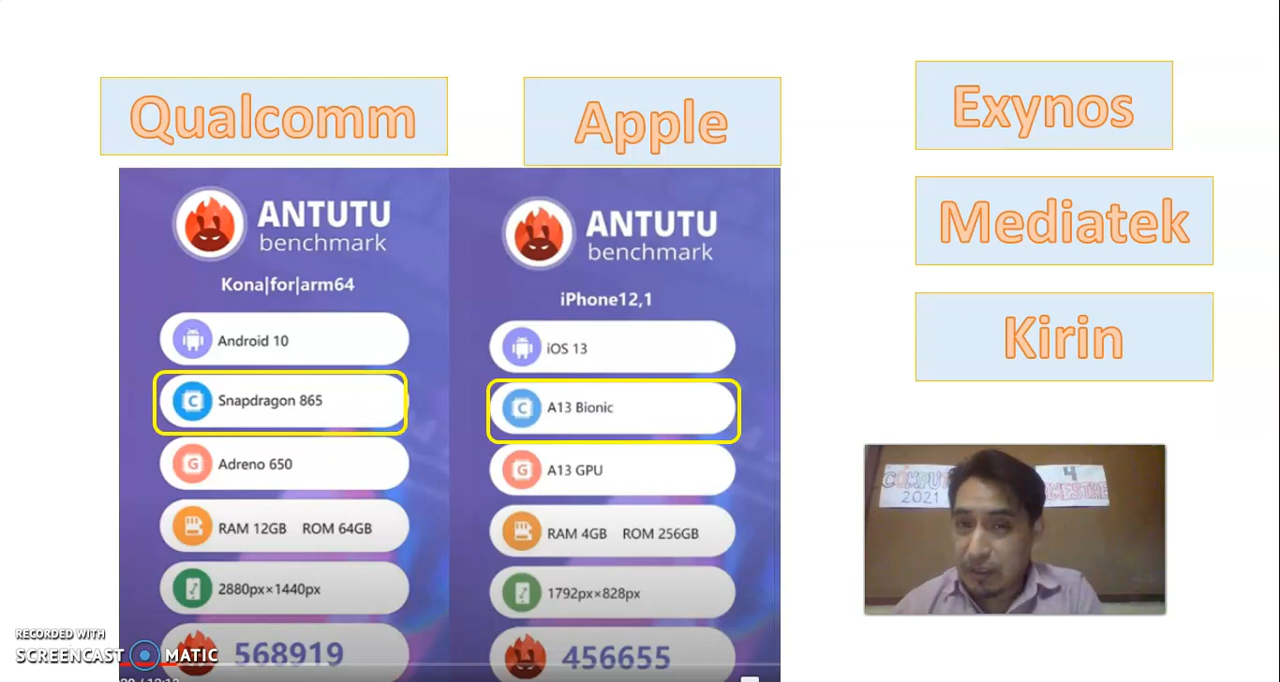 Qualcomm
Apple
Exynos
Mediatek
Kirin
ANTUTU
benchmark
Kona|for|arm64
Android 10
C
Snapdragon 865
G
Adreno 650
RAM 12GB ROM 64GB
2880px×1440px
568919
ANTUTU
benchmark
iPhone12,1
iOS 13
C
A13 Bionic
G
A13 GPU
RAM 4GB ROM 256GB
1792px×828px
456655
2021
4
RECORDED WITH
SCREENCAST MATIC